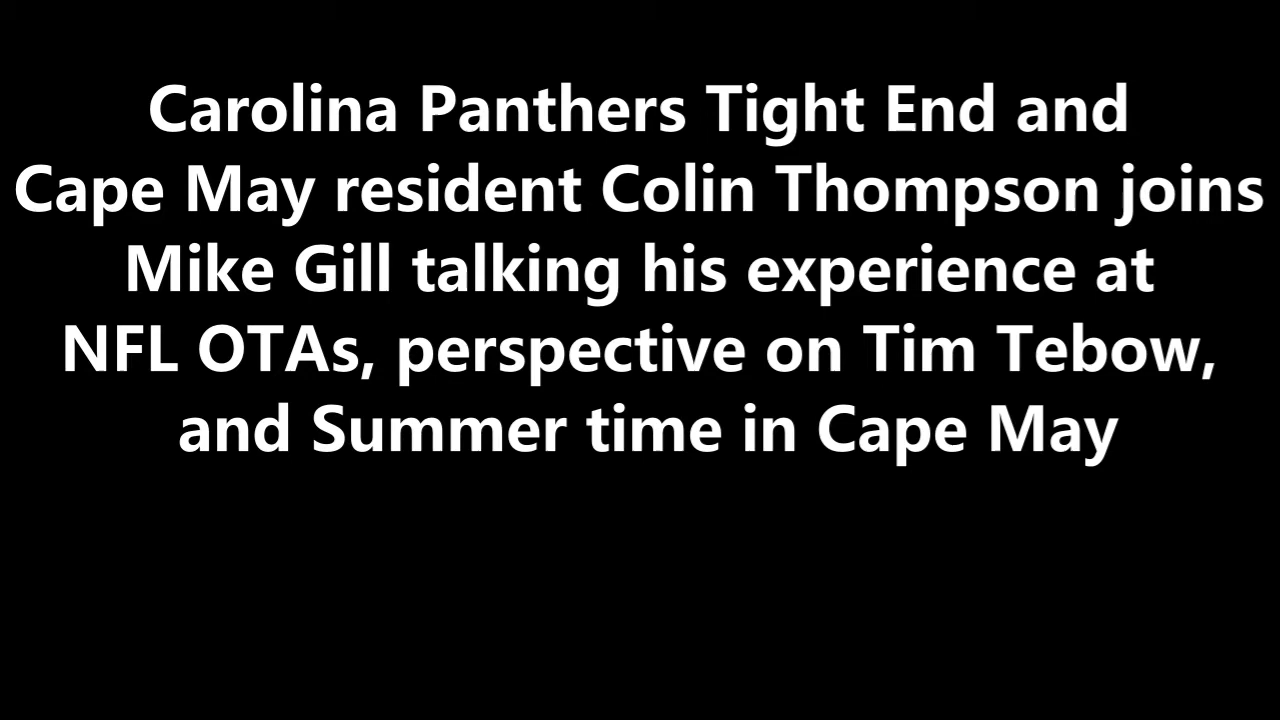 Carolina Panthers Tight End and
Cape May resident Colin Thompson joins
Mike Gill talking his experience at
NFL OTAs, perspective on Tim Tebow,
and Summer time in Cape May